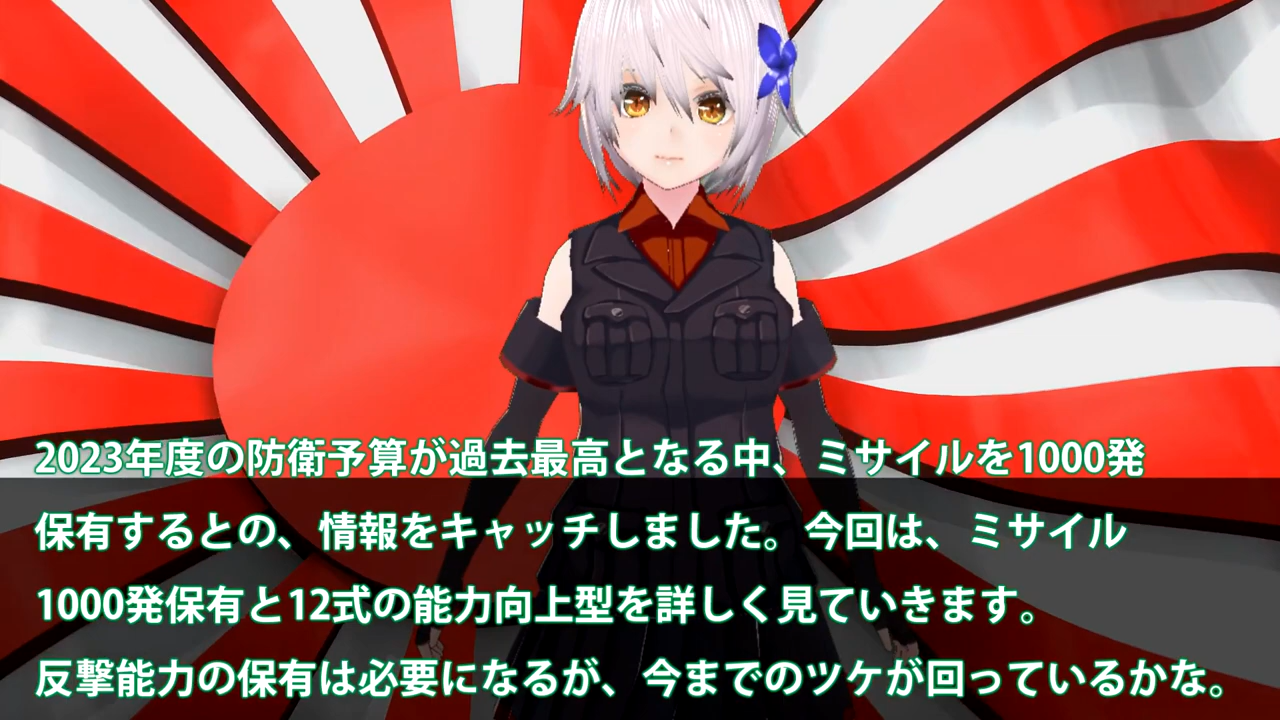 2023年度の防衛予算が過去最高となる中、ミサイルを1000発
保有するとの、情報をキャッチしました。今回は、ミサイル
1000発保有と12式の能力向上型を詳しく見ていきます。
反撃能力の保有は必要になるが、今までのツケが回っているかな。